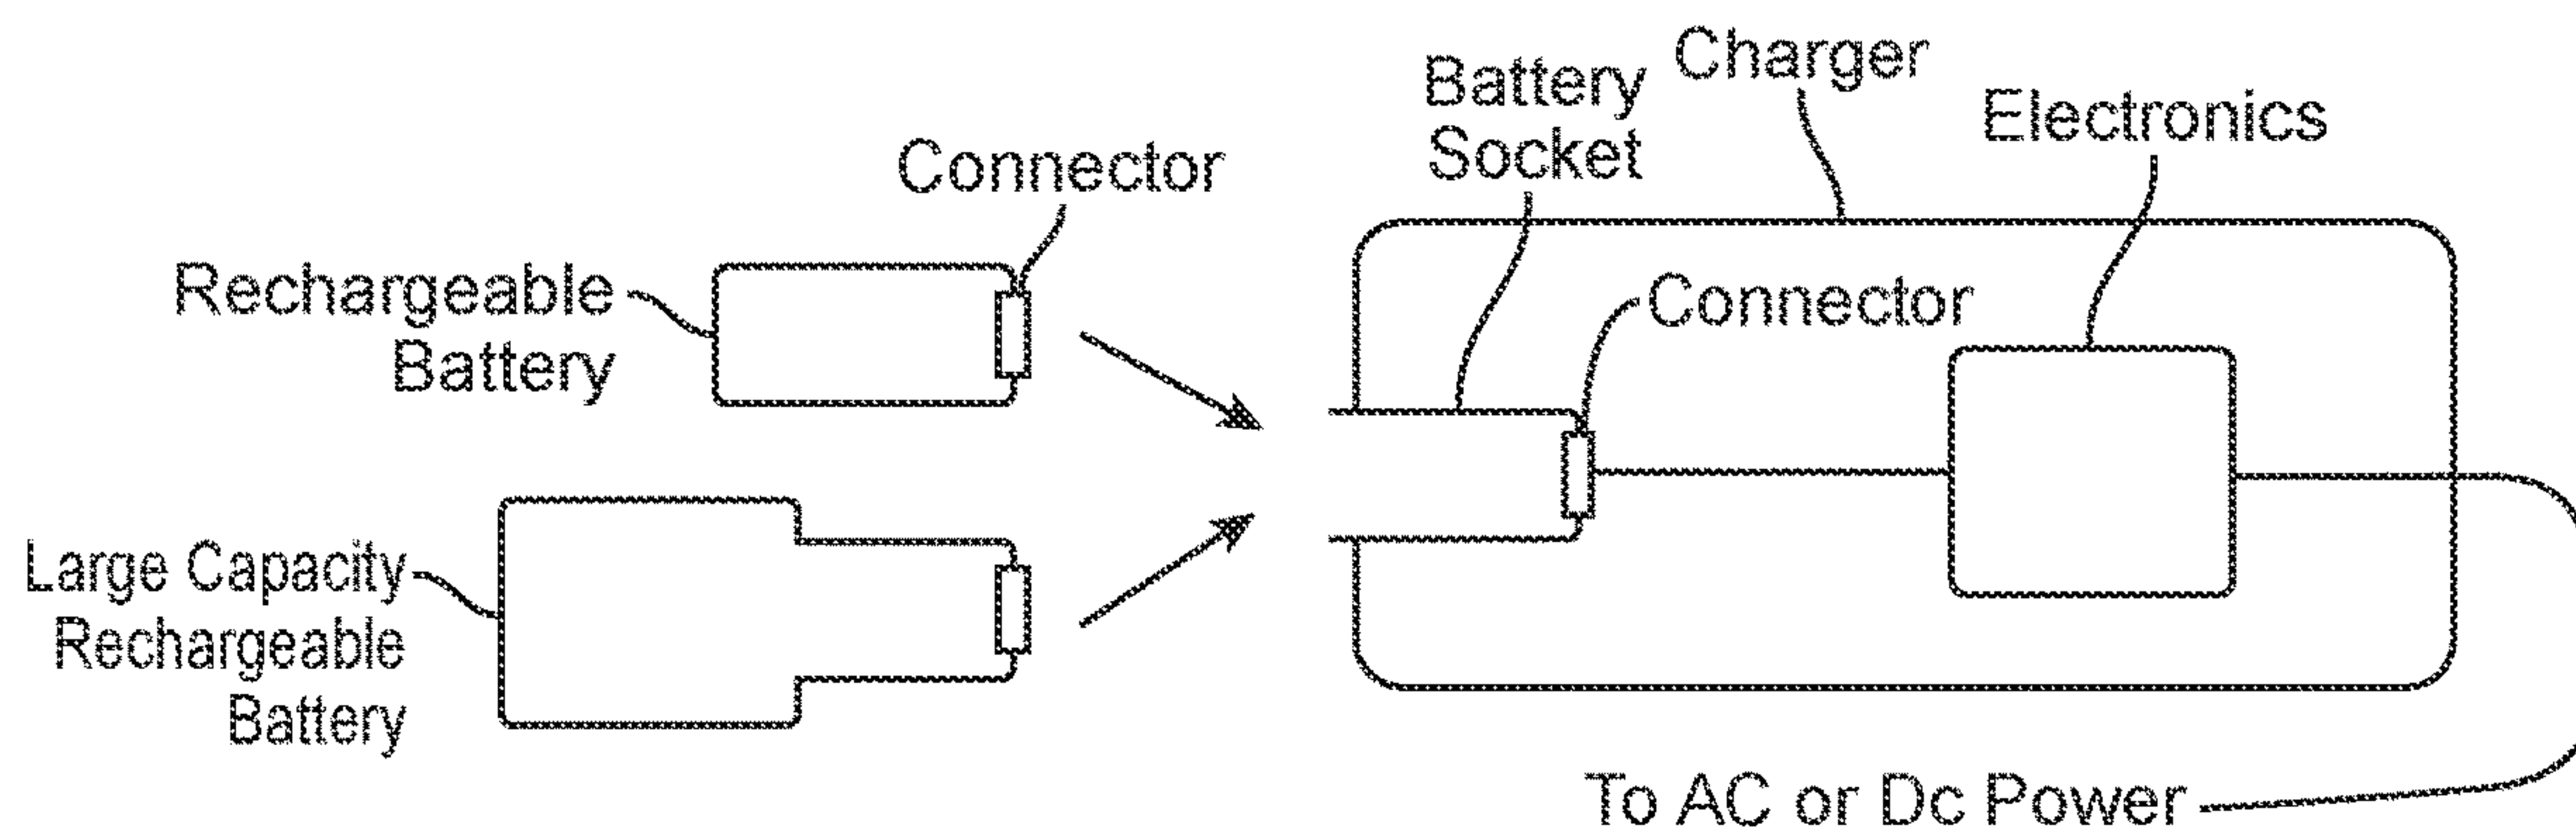 Charger
Battery
Socket
Electronics
Connector
Rechargeable
Battery
Connector
Large Capacity
Rechargeable
Battery
To AC or Dc Power